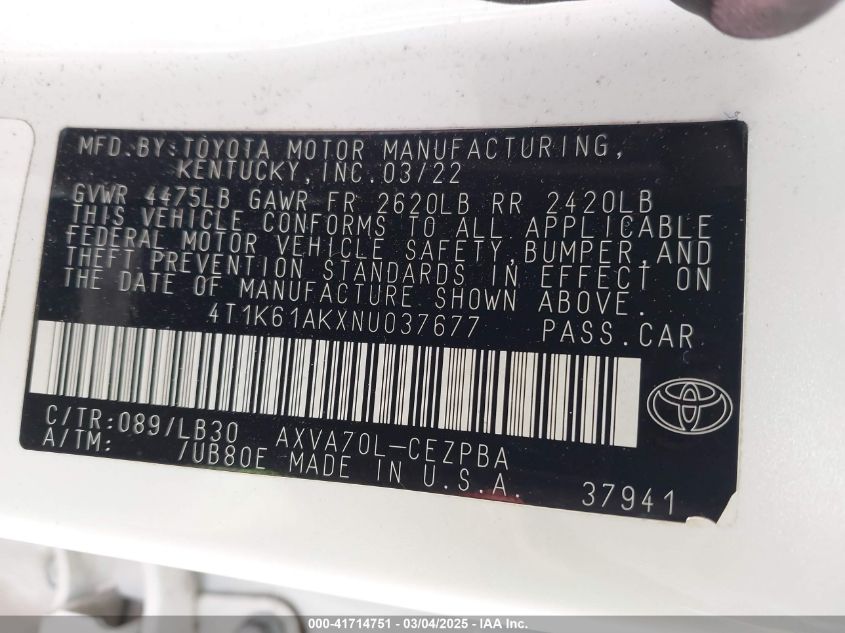 MFD.BY:TOYOTA MOTOR MANUFACTURING,
KENTUCKY,INC.03/22
GVWR 4475LB GAWR FR 2620LB RR 2420LB
THIS VEHICLE CONFORMS TO ALL APPLICABLE
FEDERAL MOTOR VEHICLE SAFETY,BUMPER,AND
THEFT PREVENTION STANDARDS IN EFFECT ON
THE DATE OF MANUFACTURE SHOWN ABOVE.
4T1K61AKXNU037677 PASS.CAR
C/TR:089/LB30 AXVA70L-CEZPBA
A/TM: /UB80E MADE IN U.S.A. 37941
000-41714751 - 03/04/2025 - IAA Inc.